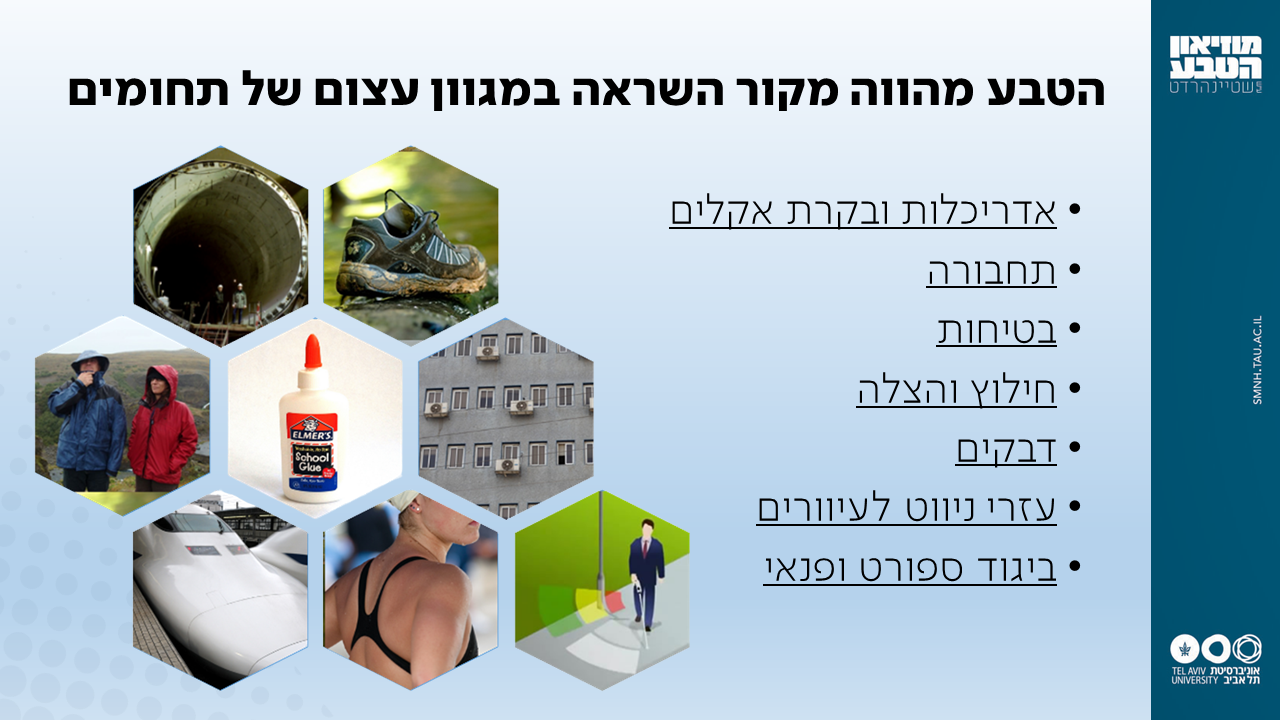 הטבע מהווה מקור השראה במגוון עצום של תחומים
• אדריכלות ובקרת אקלים
• תחבורה
• בטיחות
• חילוץ והצלה
• דבקים
• עזרי ניווט לעיוורים
• ביגוד ספורט ופנאי
ELMER'S
School
Glue
מוזיאון
הטבע
שטיינהרדט
SMNH.TAU.AC.IL
TEL AVIV אוניברסיטת
UNIVERSITY תל אביב